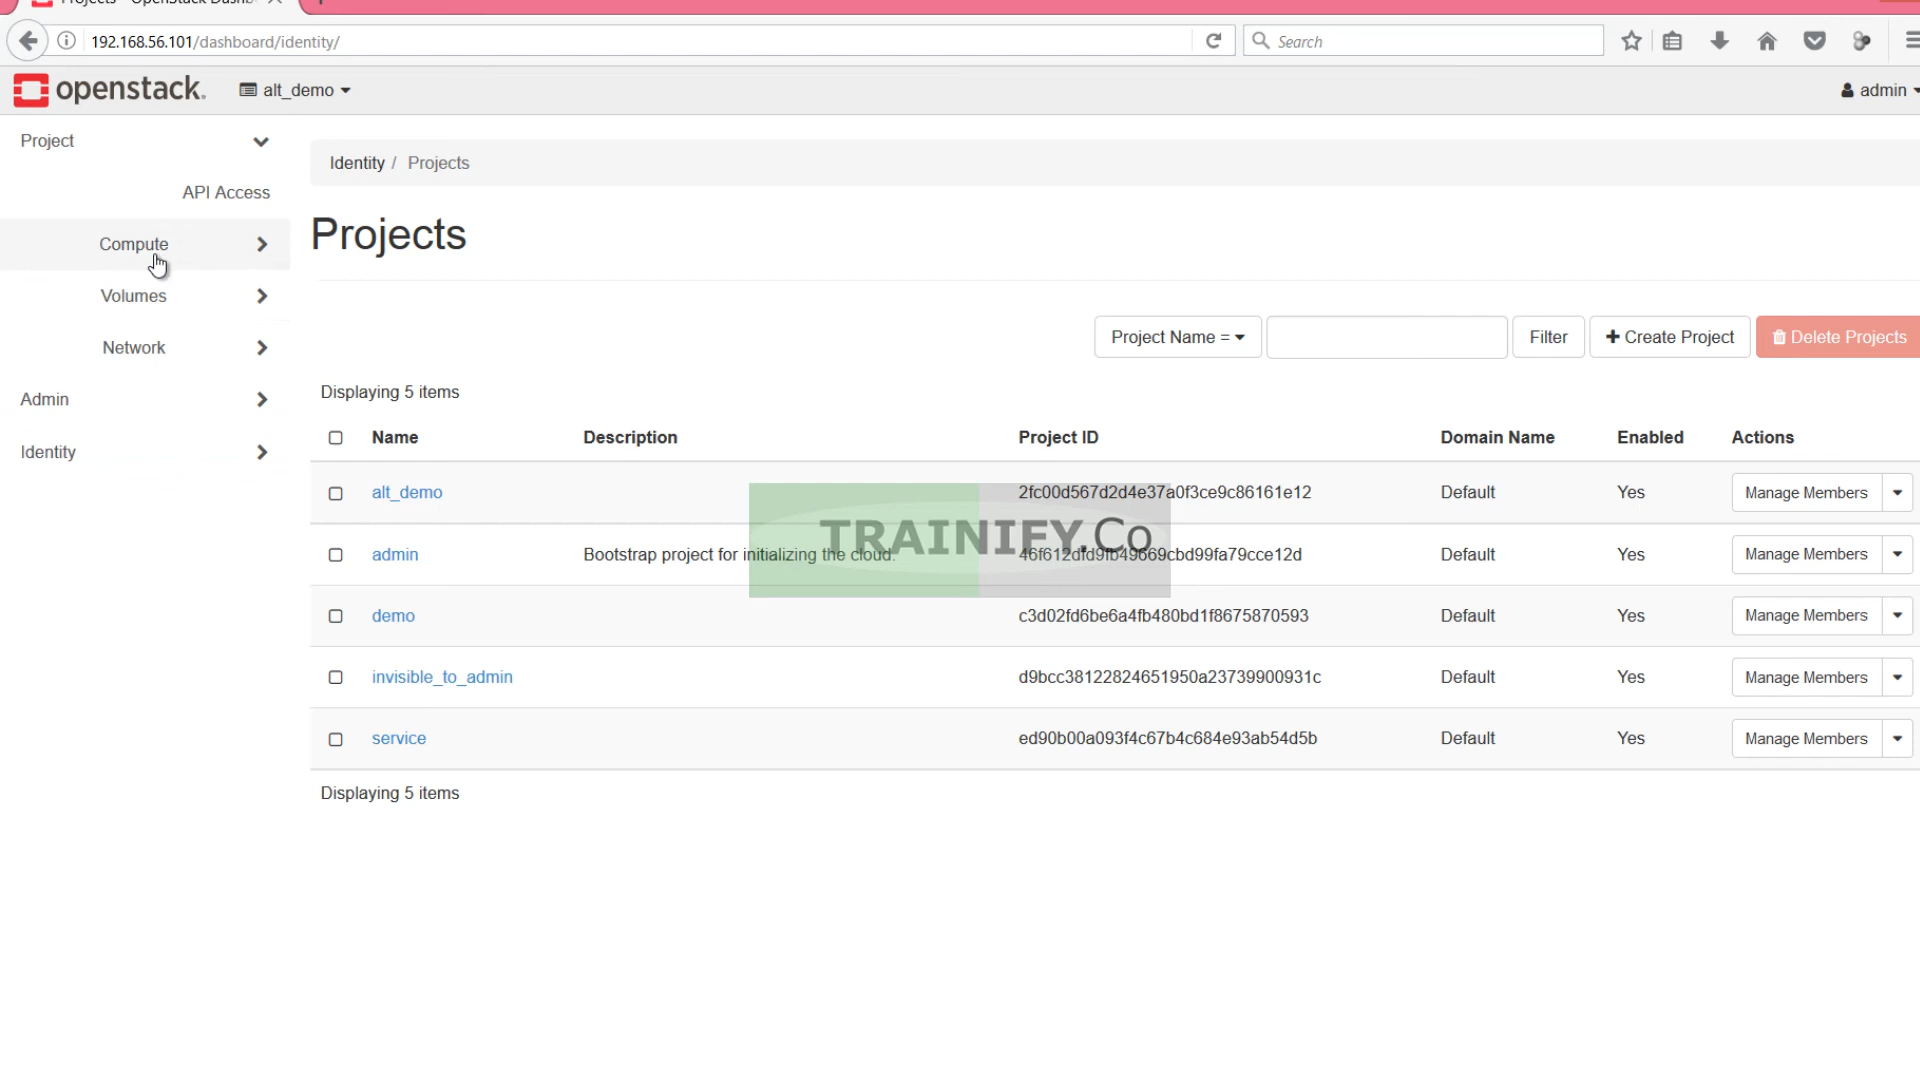 Projects - OpenStack Dashb
192.168.56.101/dashboard/identity/
Search
openstack.
alt_demo
admin
Project
API Access
Compute
Volumes
Network
Admin
Identity
Identity / Projects
Projects
Project Name =
Filter
Create Project
Delete Projects
Displaying 5 items
Name Description Project ID Domain Name Enabled Actions
alt_demo 2fc00d567d2d4e37a0f3ce9c86161e12 Default Yes Manage Members
TRAINIFY.Co
admin Bootstrap project for initializing the cloud. 46f612dfd9fb49669cbd99fa79cce12d Default Yes Manage Members
demo c3d02fd6be6a4fb480bd1f8675870593 Default Yes Manage Members
invisible_to_admin d9bcc38122824651950a23739900931c Default Yes Manage Members
service ed90b00a093f4c67b4c684e93ab54d5b Default Yes Manage Members
Displaying 5 items